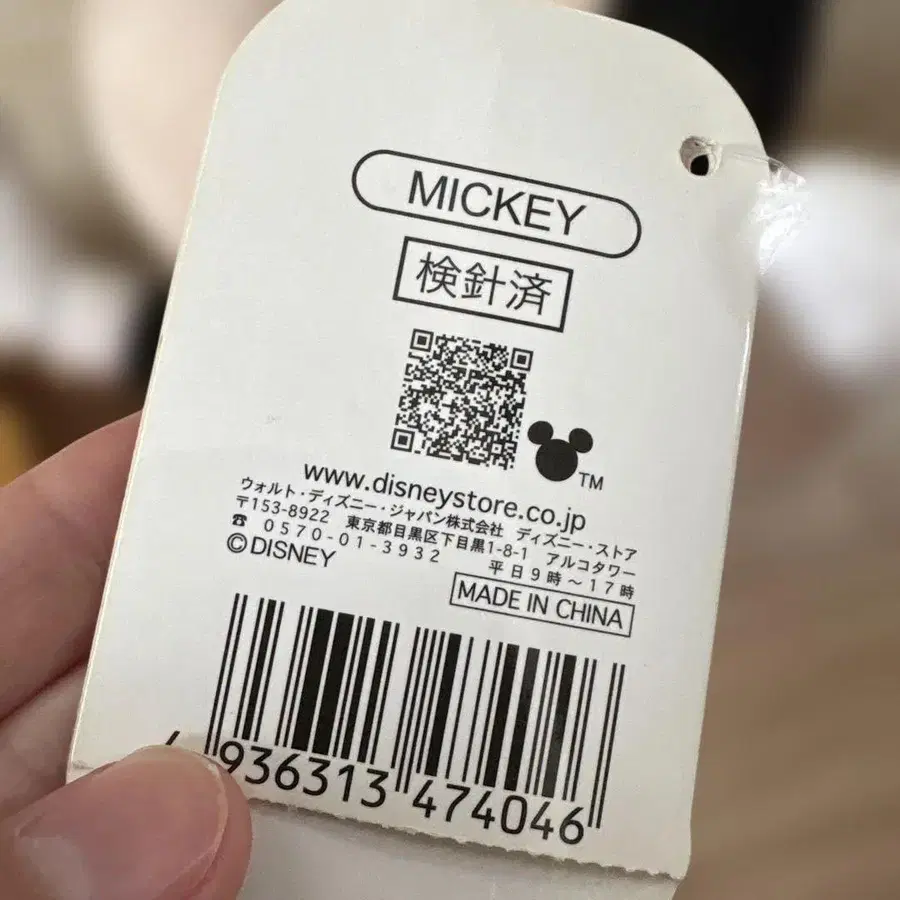 MICKEY
検針済
TM
www.disneystore.co.jp
ウォルト・ディズニー・ジャパン株式会社 ディズニー・ストア
〒153-8922 東京都目黒区下目黒1-8-1 アルコタワー
☎ 0570-01-3932 平日9時～17時
©DISNEY
MADE IN CHINA
936313 474046